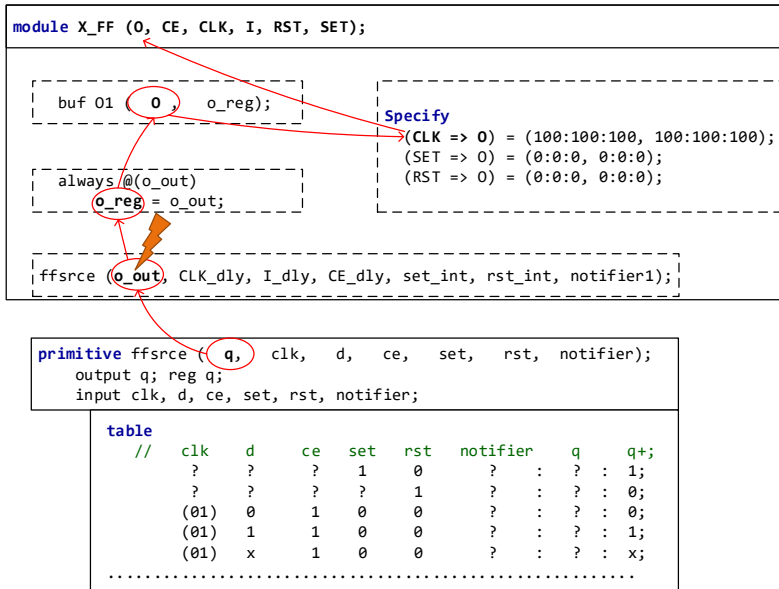 module X_FF (O, CE, CLK, I, RST, SET);
buf O1 ( O , o_reg);
Specify
(CLK => O) = (100:100:100, 100:100:100);
(SET => O) = (0:0:0, 0:0:0);
(RST => O) = (0:0:0, 0:0:0);
always @(o_out)
o_reg = o_out;
ffsrce (o_out, CLK_dly, I_dly, CE_dly, set_int, rst_int, notifier1);
primitive ffsrce ( q, clk, d, ce, set, rst, notifier);
output q; reg q;
input clk, d, ce, set, rst, notifier;
table
// clk d ce set rst notifier q q+;
? ? ? 1 0 ? : ? : 1;
? ? ? ? 1 ? : ? : 0;
(01) 0 1 0 0 ? : ? : 0;
(01) 1 1 0 0 ? : ? : 1;
(01) x 1 0 0 ? : ? : x;
.........................................................